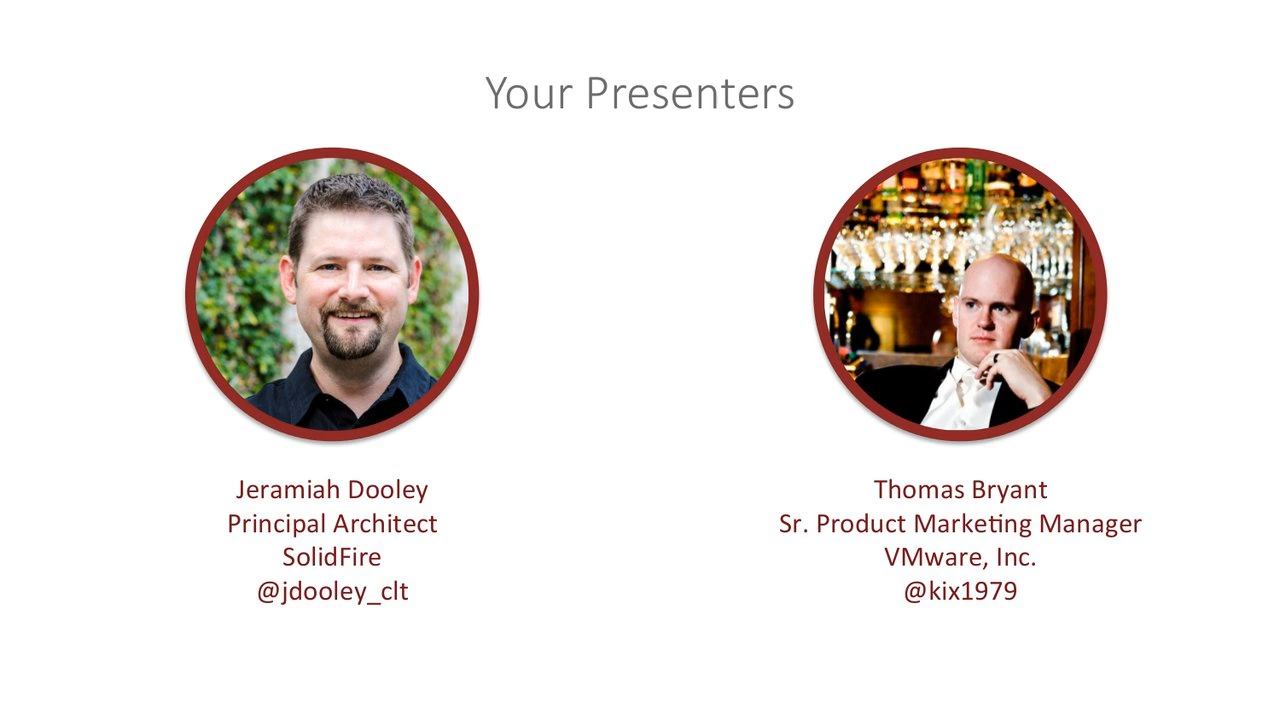 Your Presenters
Jeramiah Dooley
Principal Architect
SolidFire
@jdooley_clt
Thomas Bryant
Sr. Product Marketing Manager
VMware, Inc.
@kix1979